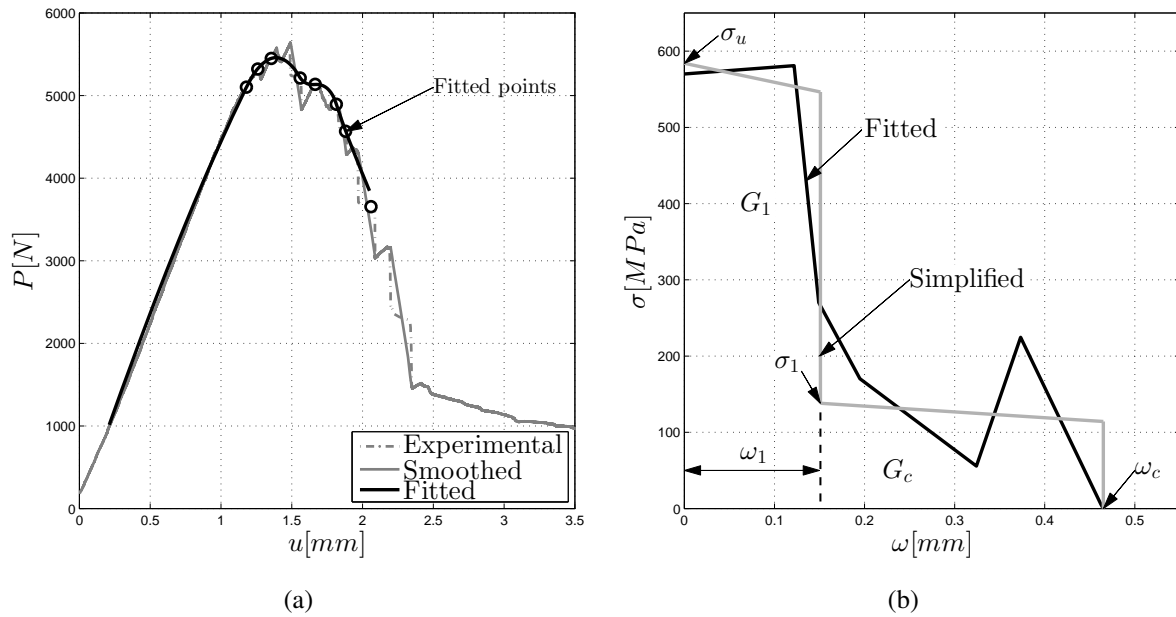 6000
5000
4000
3000
2000
1000
0
P[N]
0
0.5
1
1.5
2
2.5
3
3.5
u[mm]
Fitted points
Experimental
Smoothed
Fitted
(a)
600
500
400
300
200
100
0
σ[MPa]
0
0.1
0.2
0.3
0.4
0.5
ω[mm]
σu
Fitted
G1
Simplified
σ1
ω1
Gc
ωc
(b)